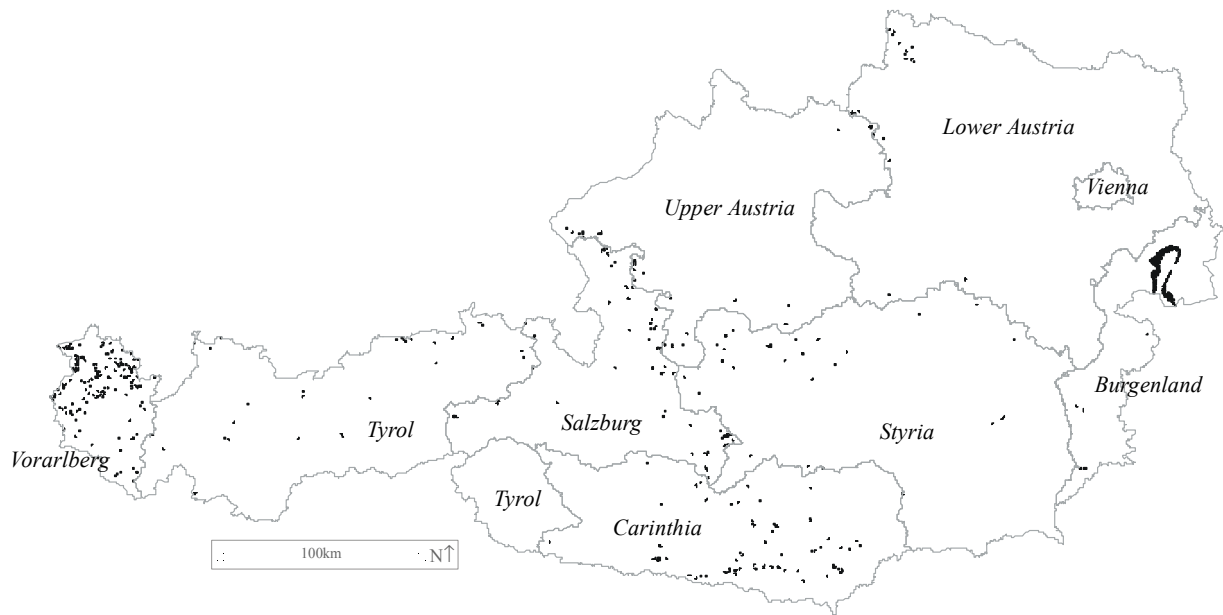 Lower Austria
Vienna
Upper Austria
Burgenland
Tyrol
Salzburg
Styria
Vorarlberg
Tyrol
Carinthia
100km
N↑